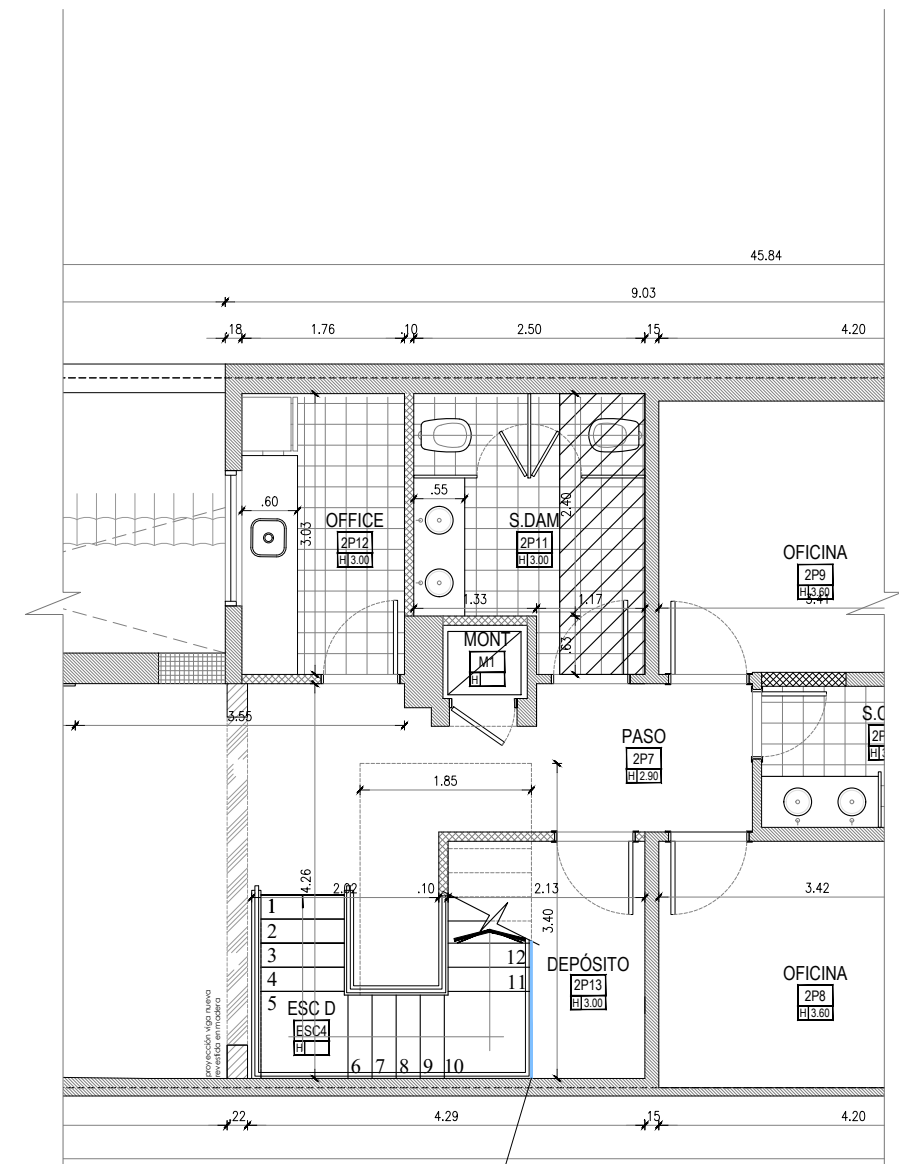 45.84
9.03
.18
1.76
.10
2.50
.15
4.20
.60
.55
OFFICE
2P12
H 3.00
3.03
S.DAM
2P11
H 3.00
2.40
OFICINA
2P9
H 3.60
3.41
1.33
1.17
.63
MONT
M1
H
3.55
PASO
2P7
H 2.90
S.C
2P
H 3
1.85
4.26
2.02
.10
2.13
3.42
3.40
1
2
3
4
5
6
7
8
9
10
11
12
ESC D
ESC4
H
DEPÓSITO
2P13
H 3.00
OFICINA
2P8
H 3.60
proyección viga nueva
revestida en madera
.22
4.29
.15
4.20